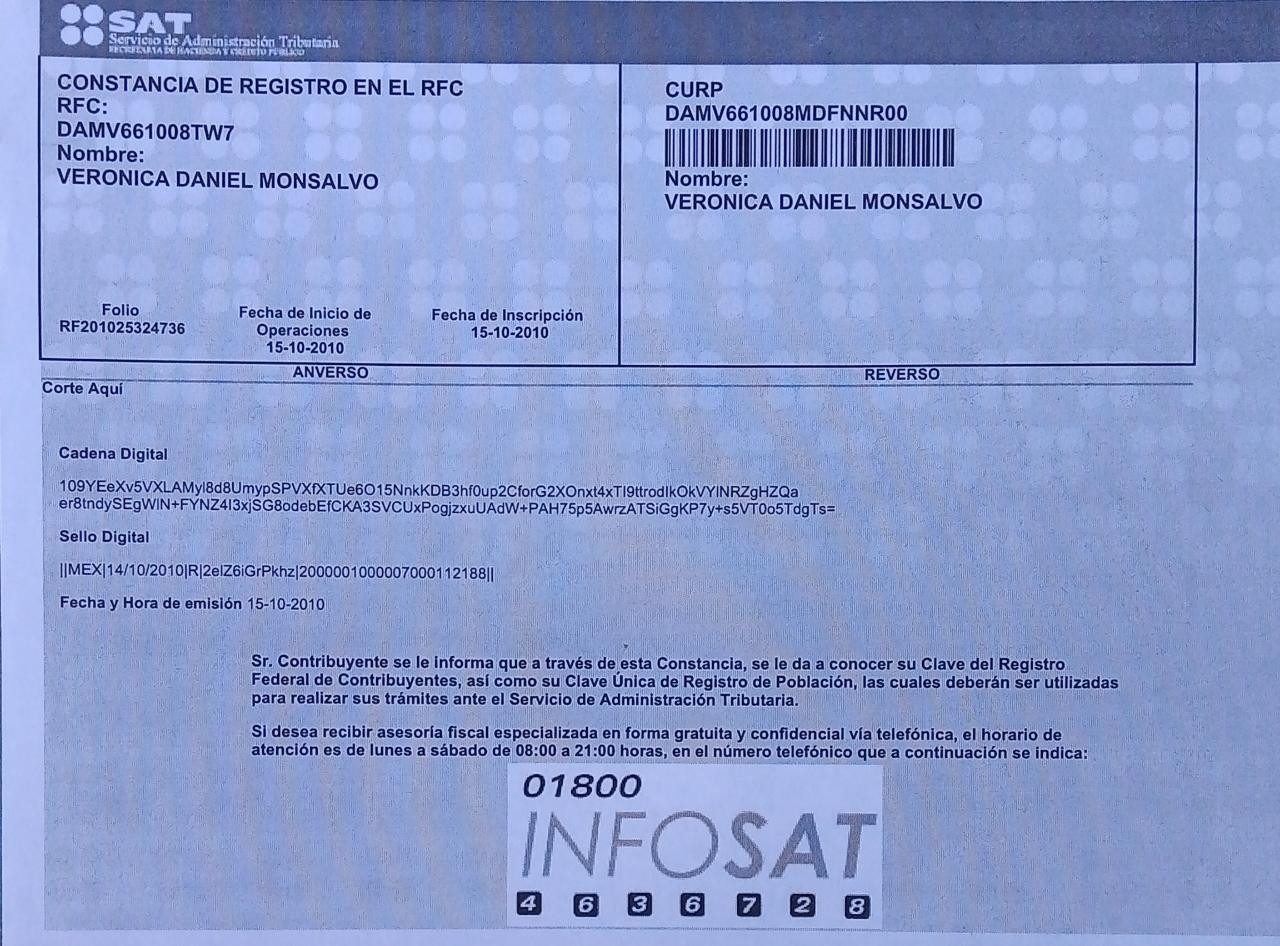 SAT
Servicio de Administración Tributaria
SECRETARIA DE HACIENDA Y CREDITO PUBLICO
CONSTANCIA DE REGISTRO EN EL RFC
RFC:
DAMV661008TW7
Nombre:
VERONICA DANIEL MONSALVO
Folio
RF201025324736
Fecha de Inicio de
Operaciones
15-10-2010
Fecha de Inscripción
15-10-2010
CURP
DAMV661008MDFNNR00
Nombre:
VERONICA DANIEL MONSALVO
ANVERSO
REVERSO
Corte Aquí
Cadena Digital
109YEeXv5VXLAMyl8d8UmypSPVXfXTUe6O15NnkKDB3hf0up2CforG2XOnxt4xTI9ttrodlkOkVYlNRZgHZQa
er8tndySEgWlN+FYNZ4I3xjSG8odebEfCKA3SVCUxPogjzxuUAdW+PAH75p5AwrzATSiGgKP7y+s5VT0o5TdgTs=
Sello Digital
||MEX|14/10/2010|R|2elZ6iGrPkhz|2000001000007000112188||
Fecha y Hora de emisión 15-10-2010
Sr. Contribuyente se le informa que a través de esta Constancia, se le da a conocer su Clave del Registro
Federal de Contribuyentes, así como su Clave Única de Registro de Población, las cuales deberán ser utilizadas
para realizar sus trámites ante el Servicio de Administración Tributaria.
Si desea recibir asesoría fiscal especializada en forma gratuita y confidencial vía telefónica, el horario de
atención es de lunes a sábado de 08:00 a 21:00 horas, en el número telefónico que a continuación se indica:
01800
INFOSAT
4 6 3 6 7 2 8